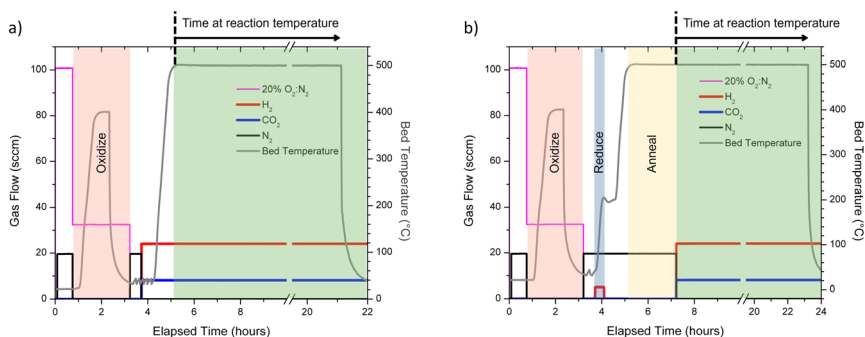 a)
Time at reaction temperature
Gas Flow (sccm)
100
80
60
40
20
0
Oxidize
20% O₂:N₂
H₂
CO₂
N₂
Bed Temperature
500
400
300
200
100
0
Bed Temperature (°C)
0 2 4 6 8 10 20 22
Elapsed Time (hours)
b)
Time at reaction temperature
Gas Flow (sccm)
100
80
60
40
20
0
Oxidize
Reduce
Anneal
20% O₂:N₂
H₂
CO₂
N₂
Bed Temperature
500
400
300
200
100
0
Bed Temperature (°C)
0 2 4 6 8 10 22 24
Elapsed Time (hours)